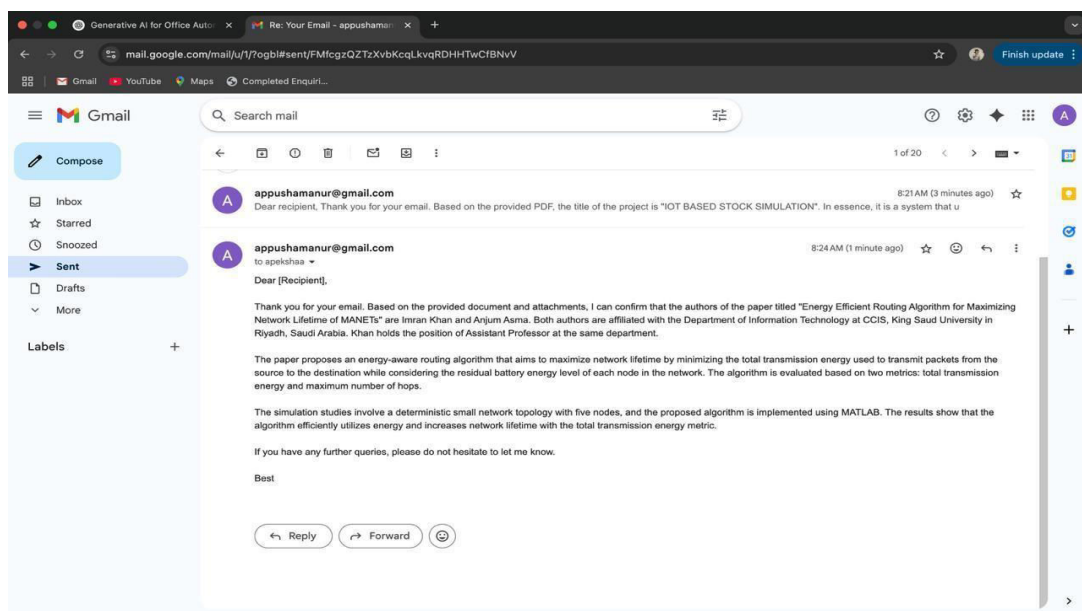 Generative AI for Office Autor
Re: Your Email - appushaman
mail.google.com/mail/u/1/?ogbl#sent/FMfcgzQZTzXvbKcqLkvqRDHHTwCfBNvV
Finish update
Gmail YouTube Maps Completed Enquiri...
Gmail
Search mail
A
Compose
1 of 20
Inbox
Starred
Snoozed
Sent
Drafts
More
Labels
A
appushamanur@gmail.com
8:21 AM (3 minutes ago)
Dear recipient, Thank you for your email. Based on the provided PDF, the title of the project is "IOT BASED STOCK SIMULATION". In essence, it is a system that u
A
appushamanur@gmail.com
8:24 AM (1 minute ago)
to apekshaa
Dear [Recipient],
Thank you for your email. Based on the provided document and attachments, I can confirm that the authors of the paper titled "Energy Efficient Routing Algorithm for Maximizing
Network Lifetime of MANETs" are Imran Khan and Anjum Asma. Both authors are affiliated with the Department of Information Technology at CCIS, King Saud University in
Riyadh, Saudi Arabia. Khan holds the position of Assistant Professor at the same department.
The paper proposes an energy-aware routing algorithm that aims to maximize network lifetime by minimizing the total transmission energy used to transmit packets from the
source to the destination while considering the residual battery energy level of each node in the network. The algorithm is evaluated based on two metrics: total transmission
energy and maximum number of hops.
The simulation studies involve a deterministic small network topology with five nodes, and the proposed algorithm is implemented using MATLAB. The results show that the
algorithm efficiently utilizes energy and increases network lifetime with the total transmission energy metric.
If you have any further queries, please do not hesitate to let me know.
Best
Reply
Forward